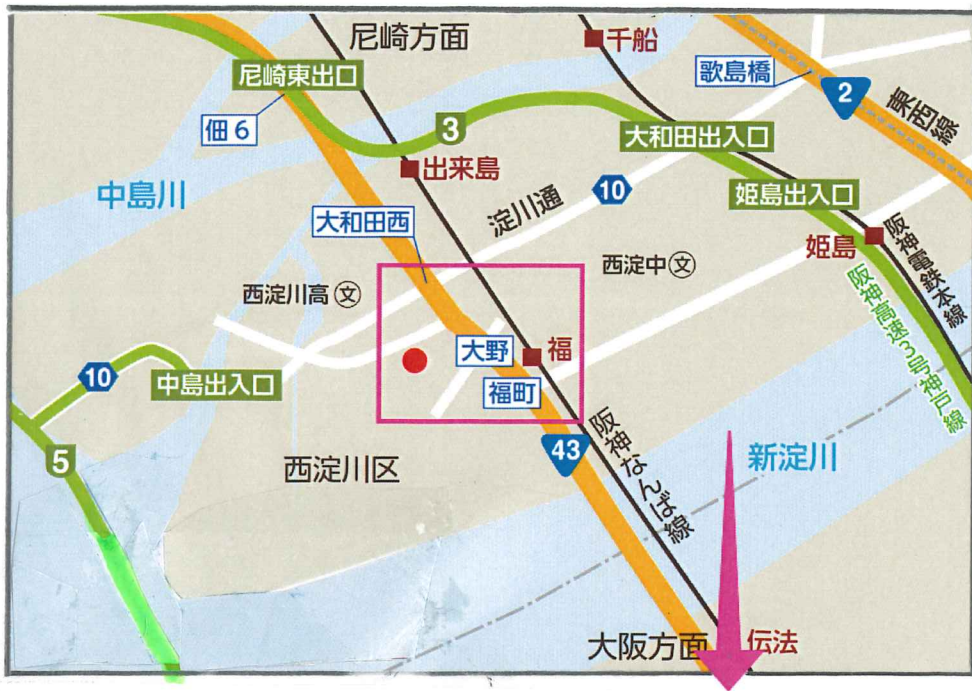 尼崎方面
千船
歌島橋
2
東西線
尼崎東出口
佃6
3
出来島
大和田出入口
中島川
大和田西
淀川通
10
姫島出入口
姫島
阪神電鉄本線
阪神高速3号神戸線
西淀川高 文
西淀中 文
大野
福
福町
10
中島出入口
5
西淀川区
43
阪神なんば線
新淀川
大阪方面
伝法